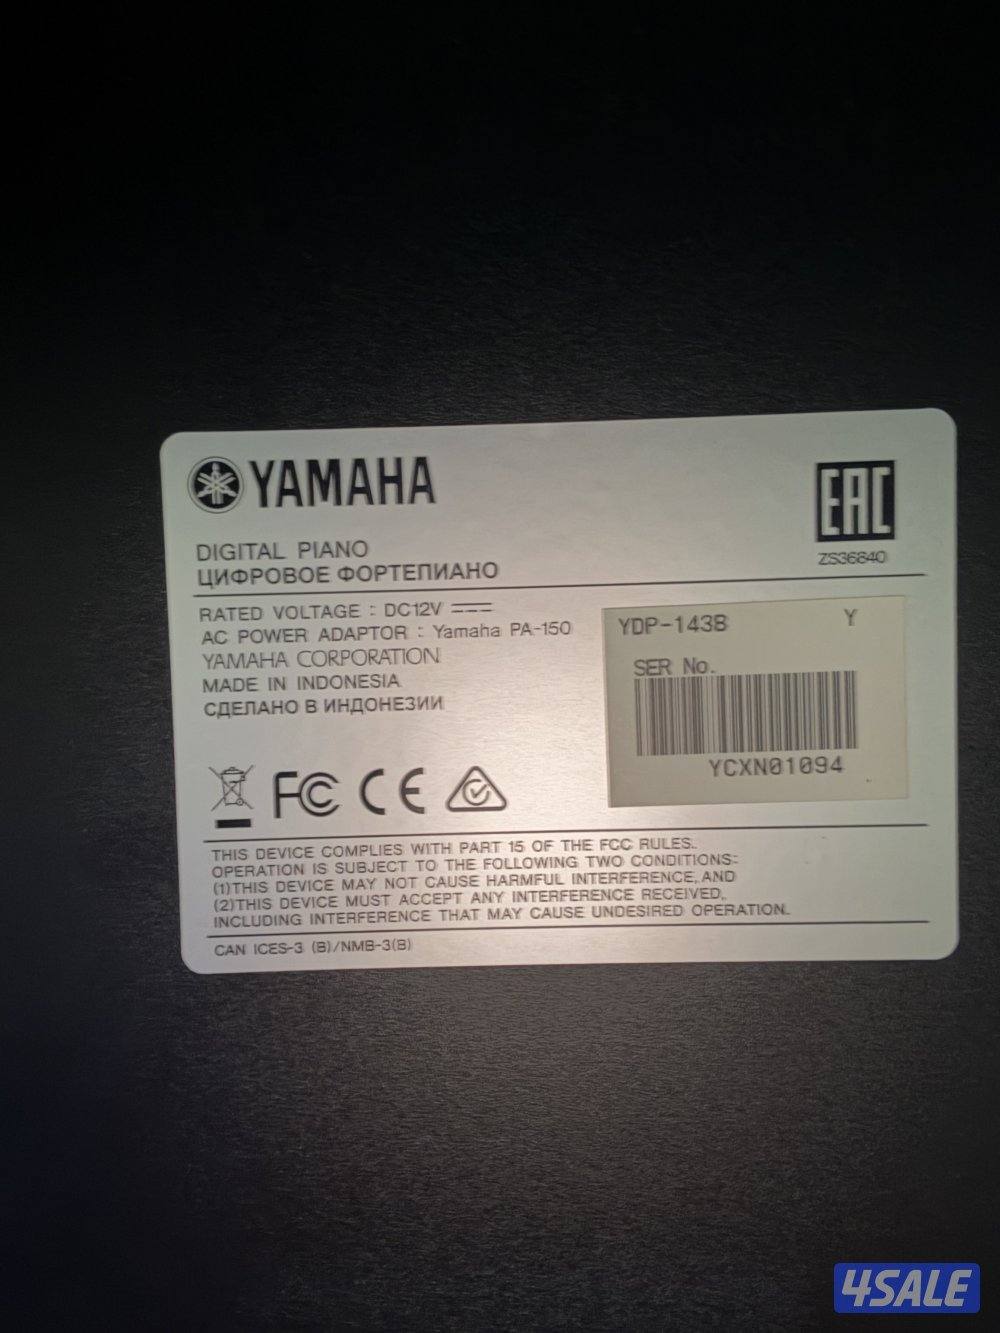 YAMAHA
EAC
ZS36840
DIGITAL PIANO
ЦИФРОВОЕ ФОРТЕПИАНО
RATED VOLTAGE : DC12V
AC POWER ADAPTOR : Yamaha PA-150
YAMAHA CORPORATION
MADE IN INDONESIA
СДЕЛАНО В ИНДОНЕЗИИ
YDP-143B Y
SER No.
YCXN01094
FC CE
THIS DEVICE COMPLIES WITH PART 15 OF THE FCC RULES.
OPERATION IS SUBJECT TO THE FOLLOWING TWO CONDITIONS:
(1)THIS DEVICE MAY NOT CAUSE HARMFUL INTERFERENCE, AND
(2)THIS DEVICE MUST ACCEPT ANY INTERFERENCE RECEIVED,
INCLUDING INTERFERENCE THAT MAY CAUSE UNDESIRED OPERATION.
CAN ICES-3 (B)/NMB-3(B)
4SALE